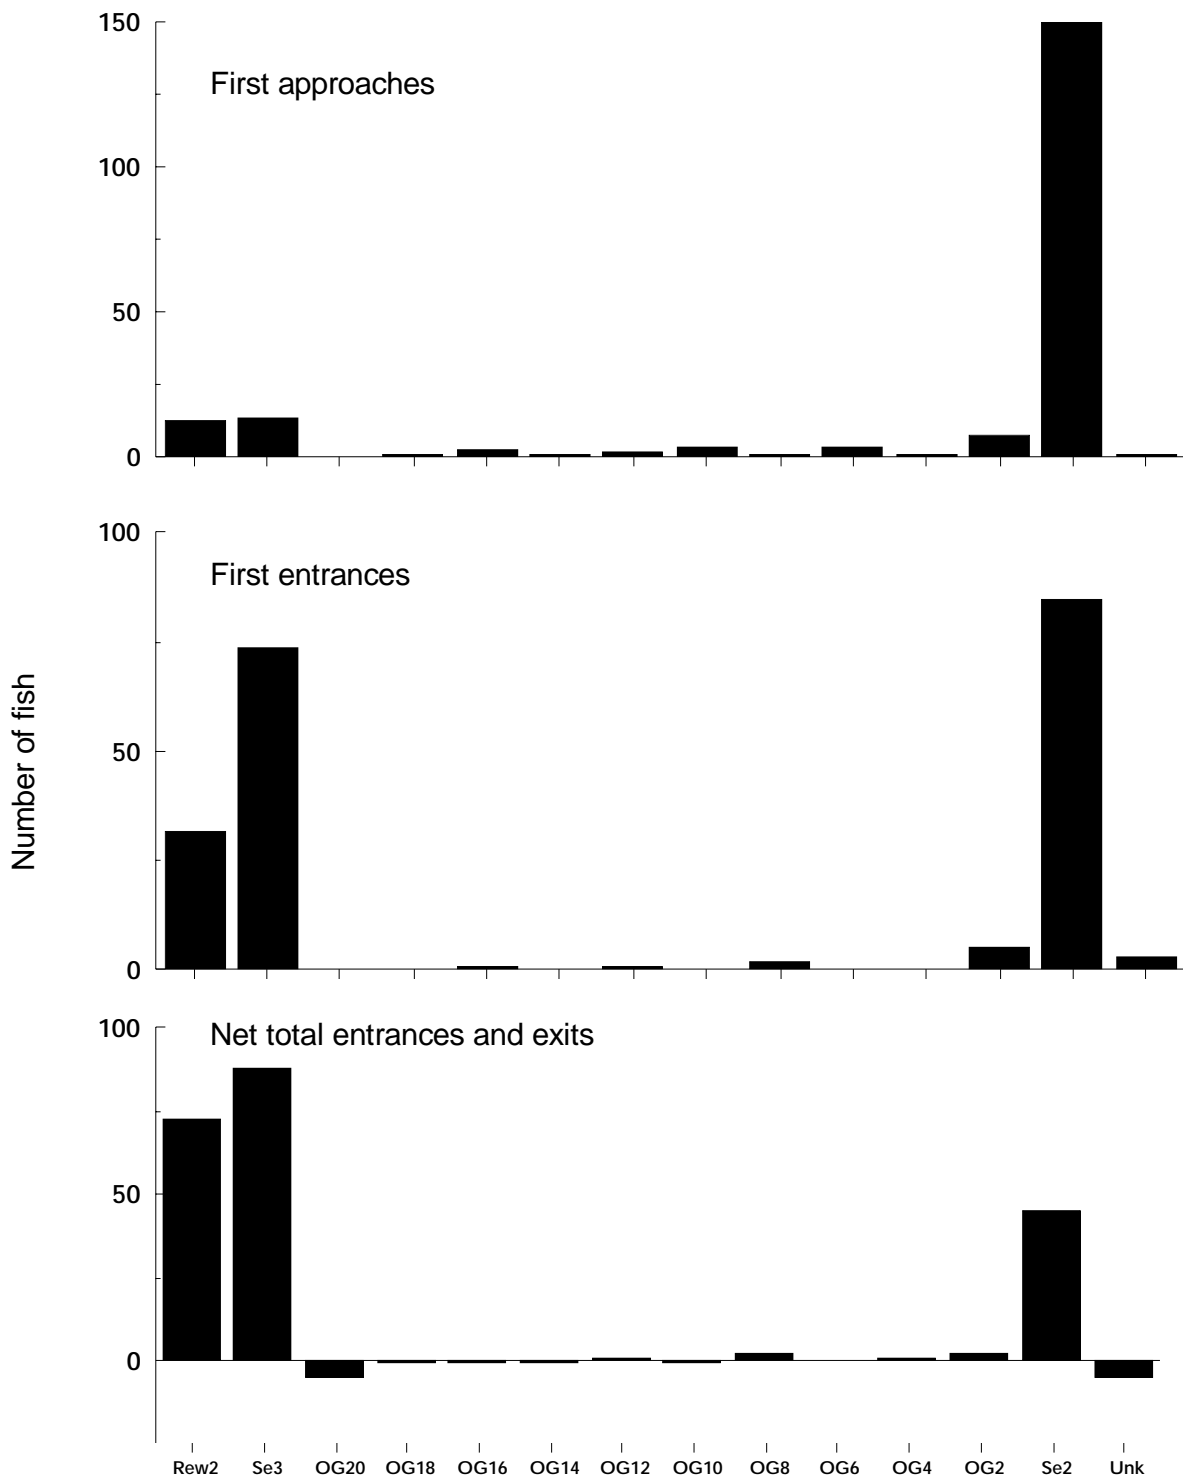 150
First approaches
100
50
0
100
First entrances
50
0
Number of fish
100
Net total entrances and exits
50
0
Rew2 Se3 OG20 OG18 OG16 OG14 OG12 OG10 OG8 OG6 OG4 OG2 Se2 Unk